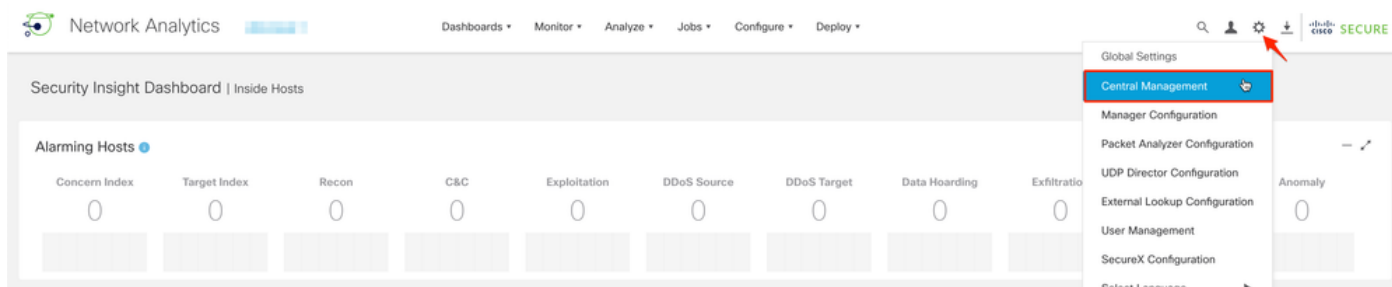 Network Analytics
Dashboards Monitor Analyze Jobs Configure Deploy
cisco SECURE
Global Settings
Security Insight Dashboard | Inside Hosts
Central Management
Manager Configuration
Alarming Hosts
Packet Analyzer Configuration
UDP Director Configuration
Concern Index Target Index Recon C&C Exploitation DDoS Source DDoS Target Data Hoarding Exfiltratio Anomaly
0 0 0 0 0 0 0 0 0 0
External Lookup Configuration
User Management
SecureX Configuration
Select Language